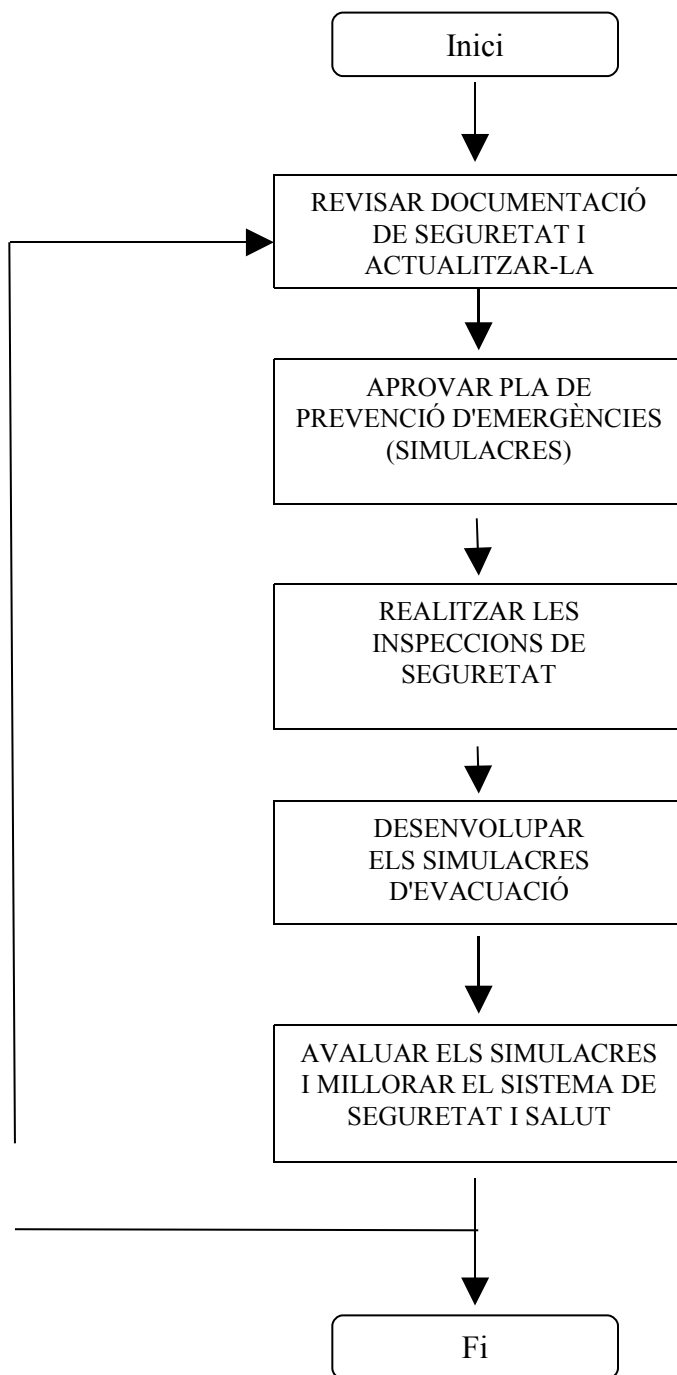 Inici
REVISAR DOCUMENTACIÓ
DE SEGURETAT I
ACTUALITZAR-LA
APROVAR PLA DE
PREVENCIÓ D'EMERGÈNCIES
(SIMULACRES)
REALITZAR LES
INSPECCIONS DE
SEGURETAT
DESENVOLUPAR
ELS SIMULACRES
D'EVACUACIÓ
AVALUAR ELS SIMULACRES
I MILLORAR EL SISTEMA DE
SEGURETAT I SALUT
Fi